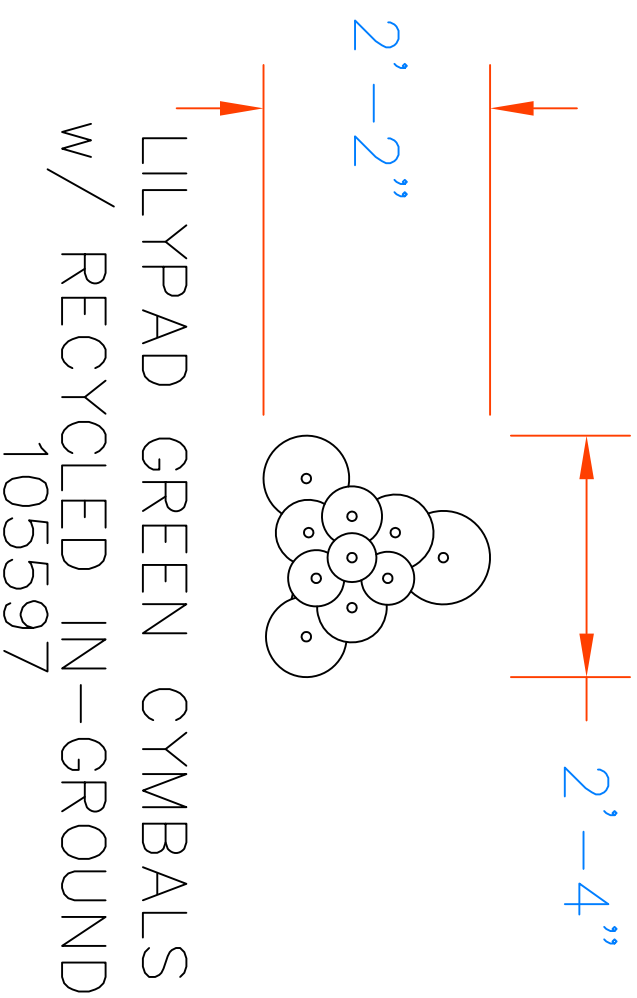 2'-4"
2'-2"
LILYPAD GREEN CYMBALS
W/ RECYCLED IN-GROUND
105597